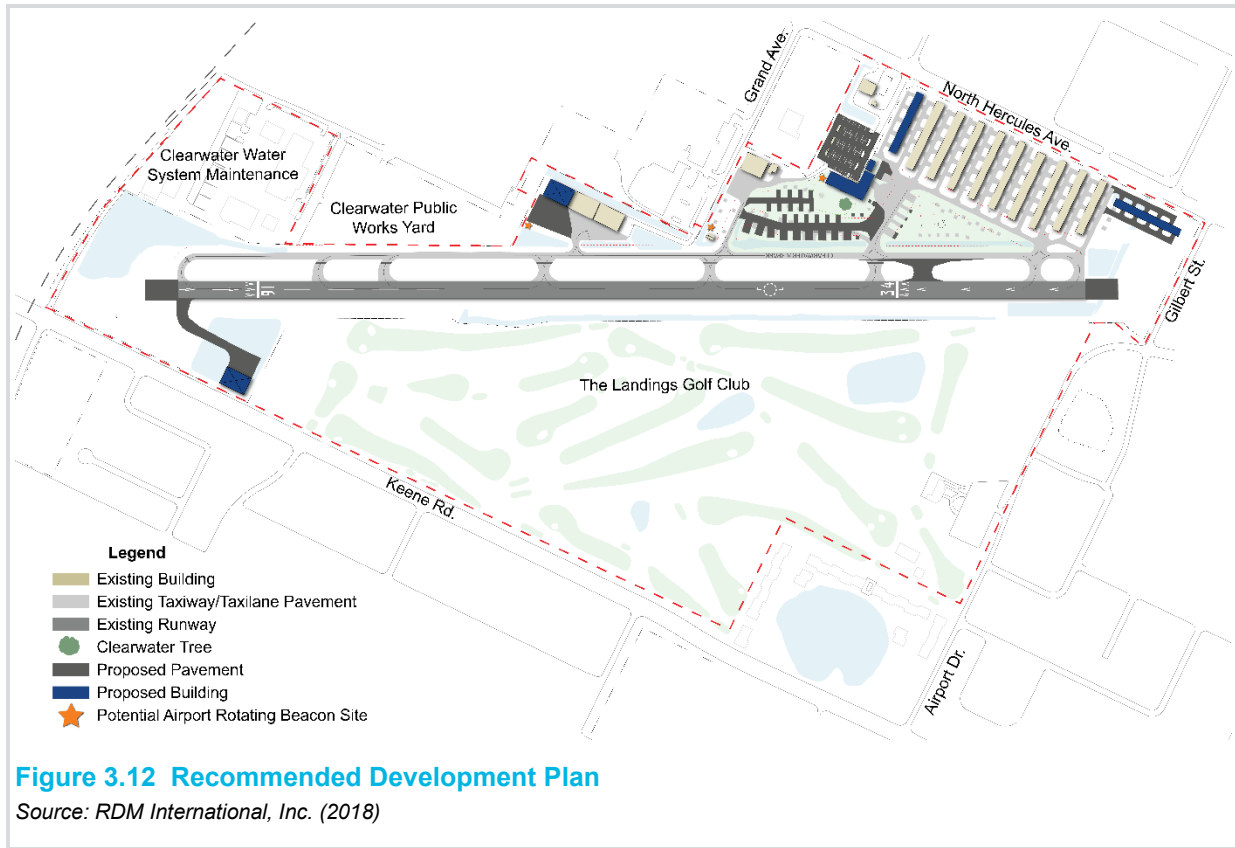 Grand Ave.
North Hercules Ave.
Clearwater Water
System Maintenance
Clearwater Public
Works Yard
Gilbert St.
16
34
The Landings Golf Club
Keene Rd.
Airport Dr.
Legend
Existing Building
Existing Taxiway/Taxilane Pavement
Existing Runway
Clearwater Tree
Proposed Pavement
Proposed Building
Potential Airport Rotating Beacon Site
Figure 3.12 Recommended Development Plan
Source: RDM International, Inc. (2018)